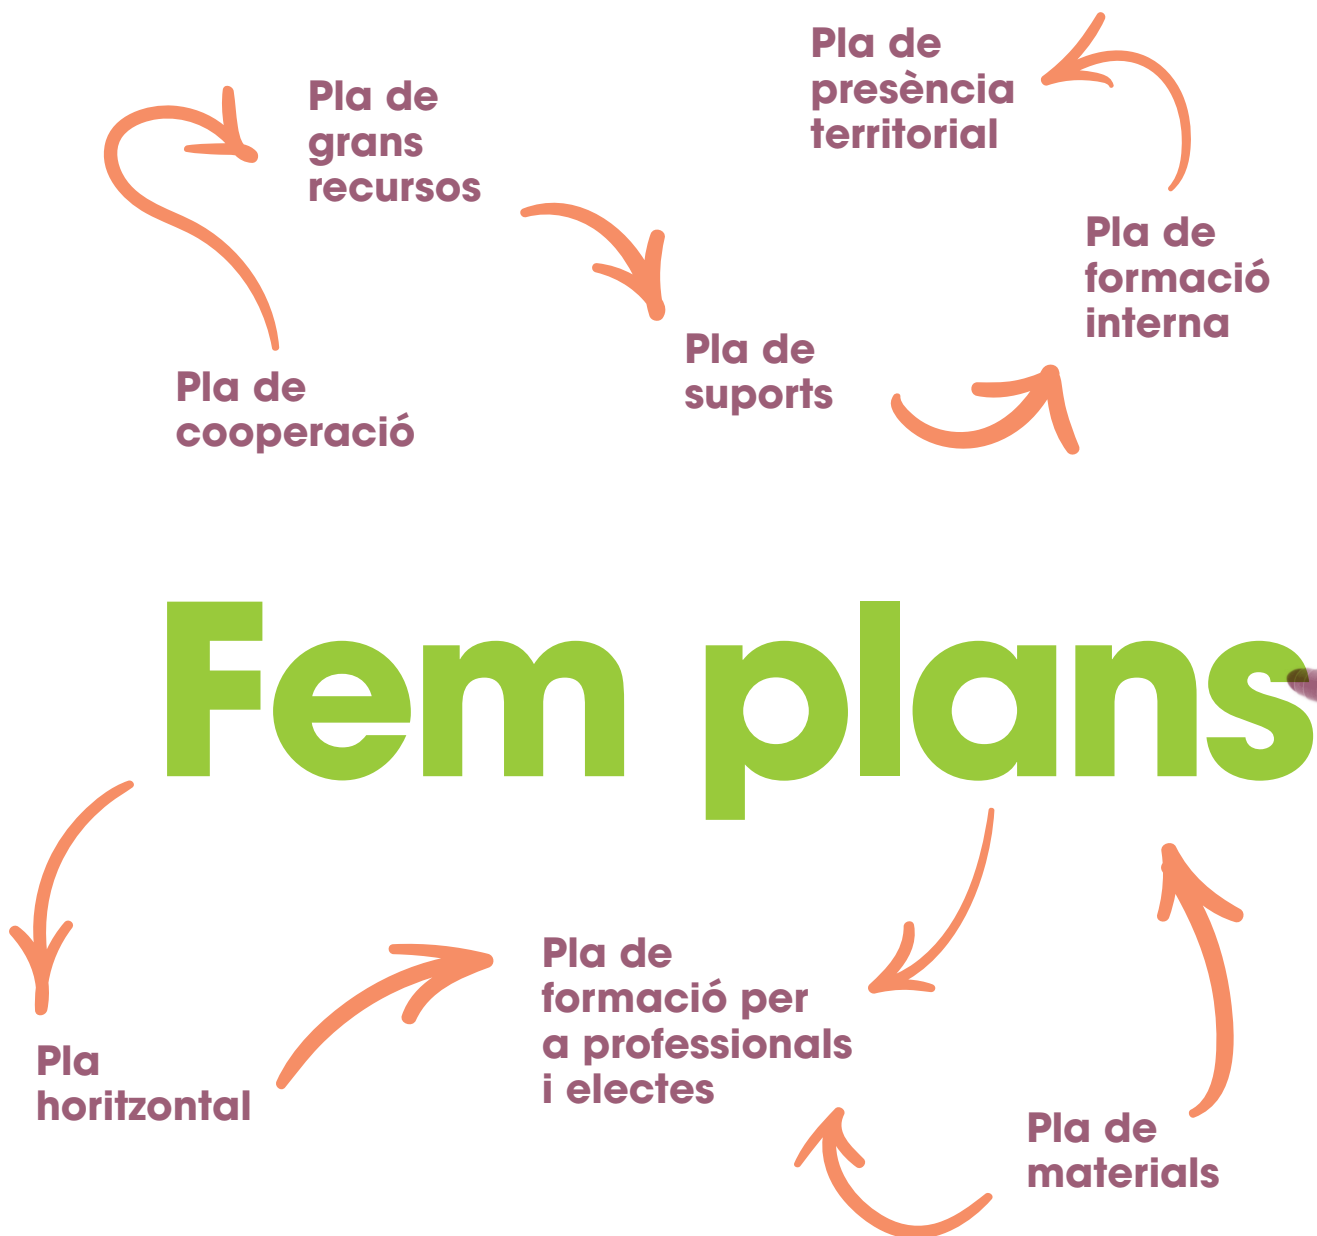 Pla de
presència
territorial
Pla de
grans
recursos
Pla de
formació
interna
Pla de
suports
Pla de
cooperació
Fem plans
Pla de
formació per
a professionals
i electes
Pla
horitzontal
Pla de
materials